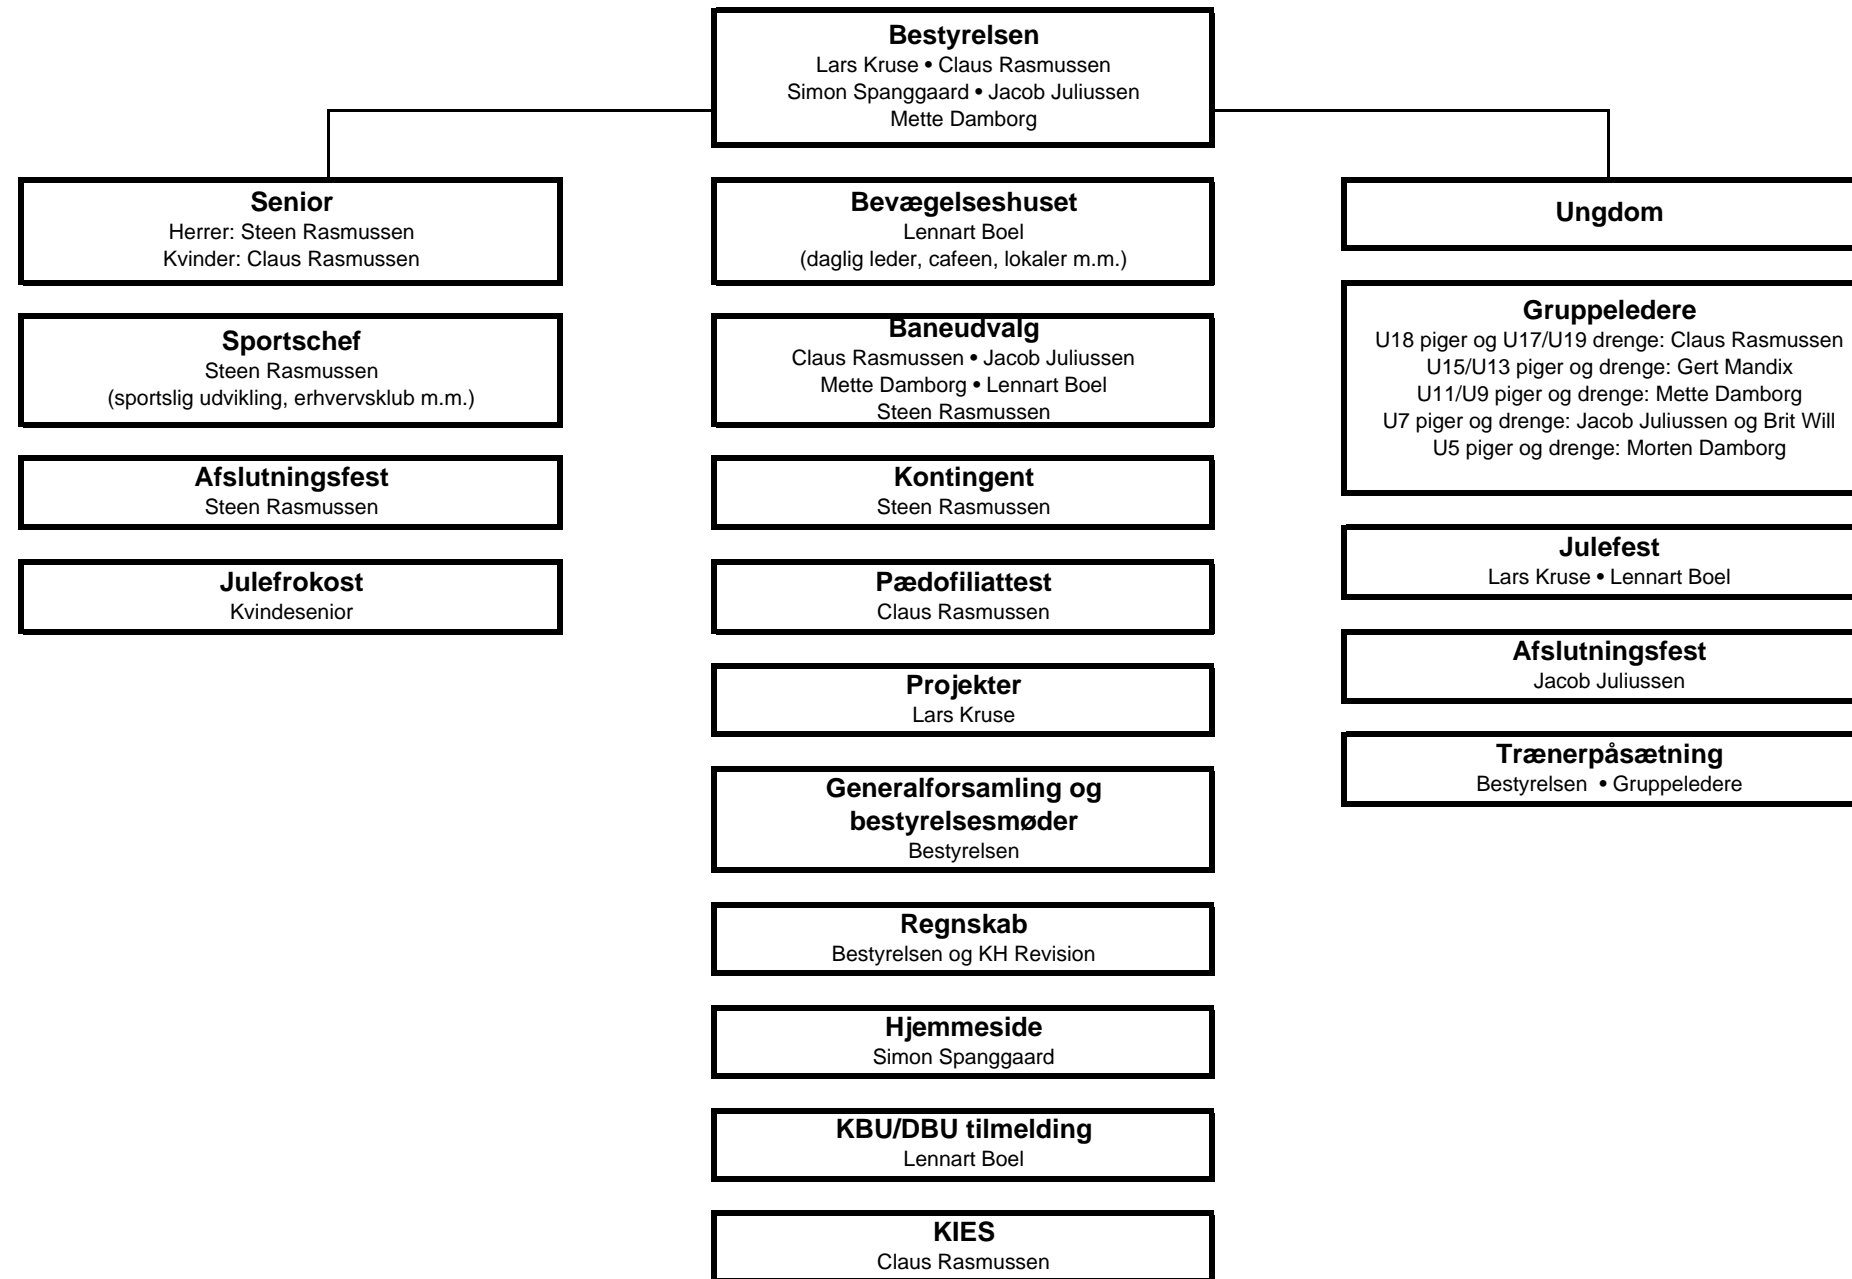 Bestyrelsen
Lars Kruse • Claus Rasmussen
Simon Spanggaard • Jacob Juliussen
Mette Damborg
Senior
Herrer: Steen Rasmussen
Kvinder: Claus Rasmussen
Sportschef
Steen Rasmussen
(sportslig udvikling, erhvervsklub m.m.)
Afslutningsfest
Steen Rasmussen
Julefrokost
Kvindesenior
Bevægelseshuset
Lennart Boel
(daglig leder, cafeen, lokaler m.m.)
Baneudvalg
Claus Rasmussen • Jacob Juliussen
Mette Damborg • Lennart Boel
Steen Rasmussen
Kontingent
Steen Rasmussen
Pædofiliattest
Claus Rasmussen
Projekter
Lars Kruse
Generalforsamling og
bestyrelsesmøder
Bestyrelsen
Regnskab
Bestyrelsen og KH Revision
Hjemmeside
Simon Spanggaard
KBU/DBU tilmelding
Lennart Boel
KIES
Claus Rasmussen
Ungdom
Gruppeledere
U18 piger og U17/U19 drenge: Claus Rasmussen
U15/U13 piger og drenge: Gert Mandix
U11/U9 piger og drenge: Mette Damborg
U7 piger og drenge: Jacob Juliussen og Brit Will
U5 piger og drenge: Morten Damborg
Julefest
Lars Kruse • Lennart Boel
Afslutningsfest
Jacob Juliussen
Trænerpåsætning
Bestyrelsen • Gruppeledere